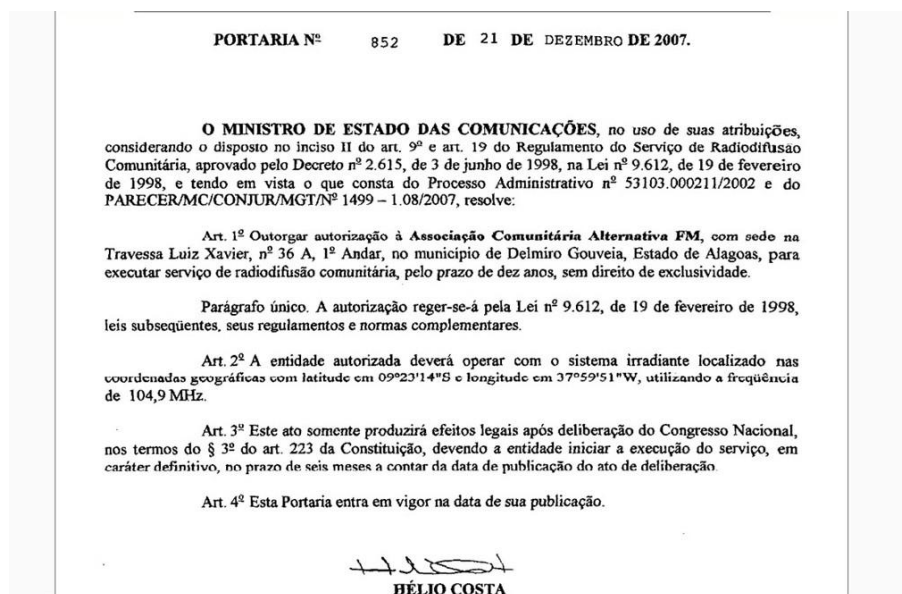 PORTARIA Nº 852 DE 21 DE DEZEMBRO DE 2007.
O MINISTRO DE ESTADO DAS COMUNICAÇÕES, no uso de suas atribuições,
considerando o disposto no inciso II do art. 9º e art. 19 do Regulamento do Serviço de Radiodifusão
Comunitária, aprovado pelo Decreto nº 2.615, de 3 de junho de 1998, na Lei nº 9.612, de 19 de fevereiro
de 1998, e tendo em vista o que consta do Processo Administrativo nº 53103.000211/2002 e do
PARECER/MC/CONJUR/MGT/Nº 1499 – 1.08/2007, resolve:
Art. 1º Outorgar autorização à Associação Comunitária Alternativa FM, com sede na
Travessa Luiz Xavier, nº 36 A, 1º Andar, no município de Delmiro Gouveia, Estado de Alagoas, para
executar serviço de radiodifusão comunitária, pelo prazo de dez anos, sem direito de exclusividade.
Parágrafo único. A autorização reger-se-á pela Lei nº 9.612, de 19 de fevereiro de 1998,
leis subseqüentes, seus regulamentos e normas complementares.
Art. 2º A entidade autorizada deverá operar com o sistema irradiante localizado nas
coordenadas geográficas com latitude em 09°23'14"S e longitude em 37°59'51"W, utilizando a freqüência
de 104,9 MHz.
Art. 3º Este ato somente produzirá efeitos legais após deliberação do Congresso Nacional,
nos termos do § 3º do art. 223 da Constituição, devendo a entidade iniciar a execução do serviço, em
caráter definitivo, no prazo de seis meses a contar da data de publicação do ato de deliberação.
Art. 4º Esta Portaria entra em vigor na data de sua publicação.
HÉLIO COSTA